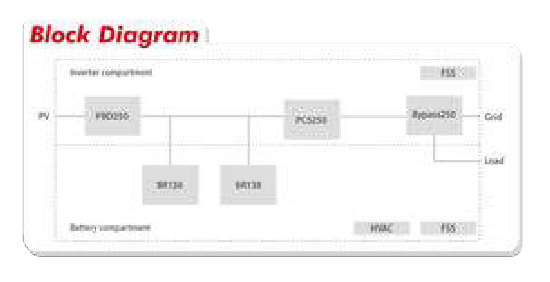 Block Diagram
Inverter compartment
FSS
PV
PBD250
PCS250
Bypass250
Grid
Load
BR138
BR138
Battery compartment
HVAC
FSS